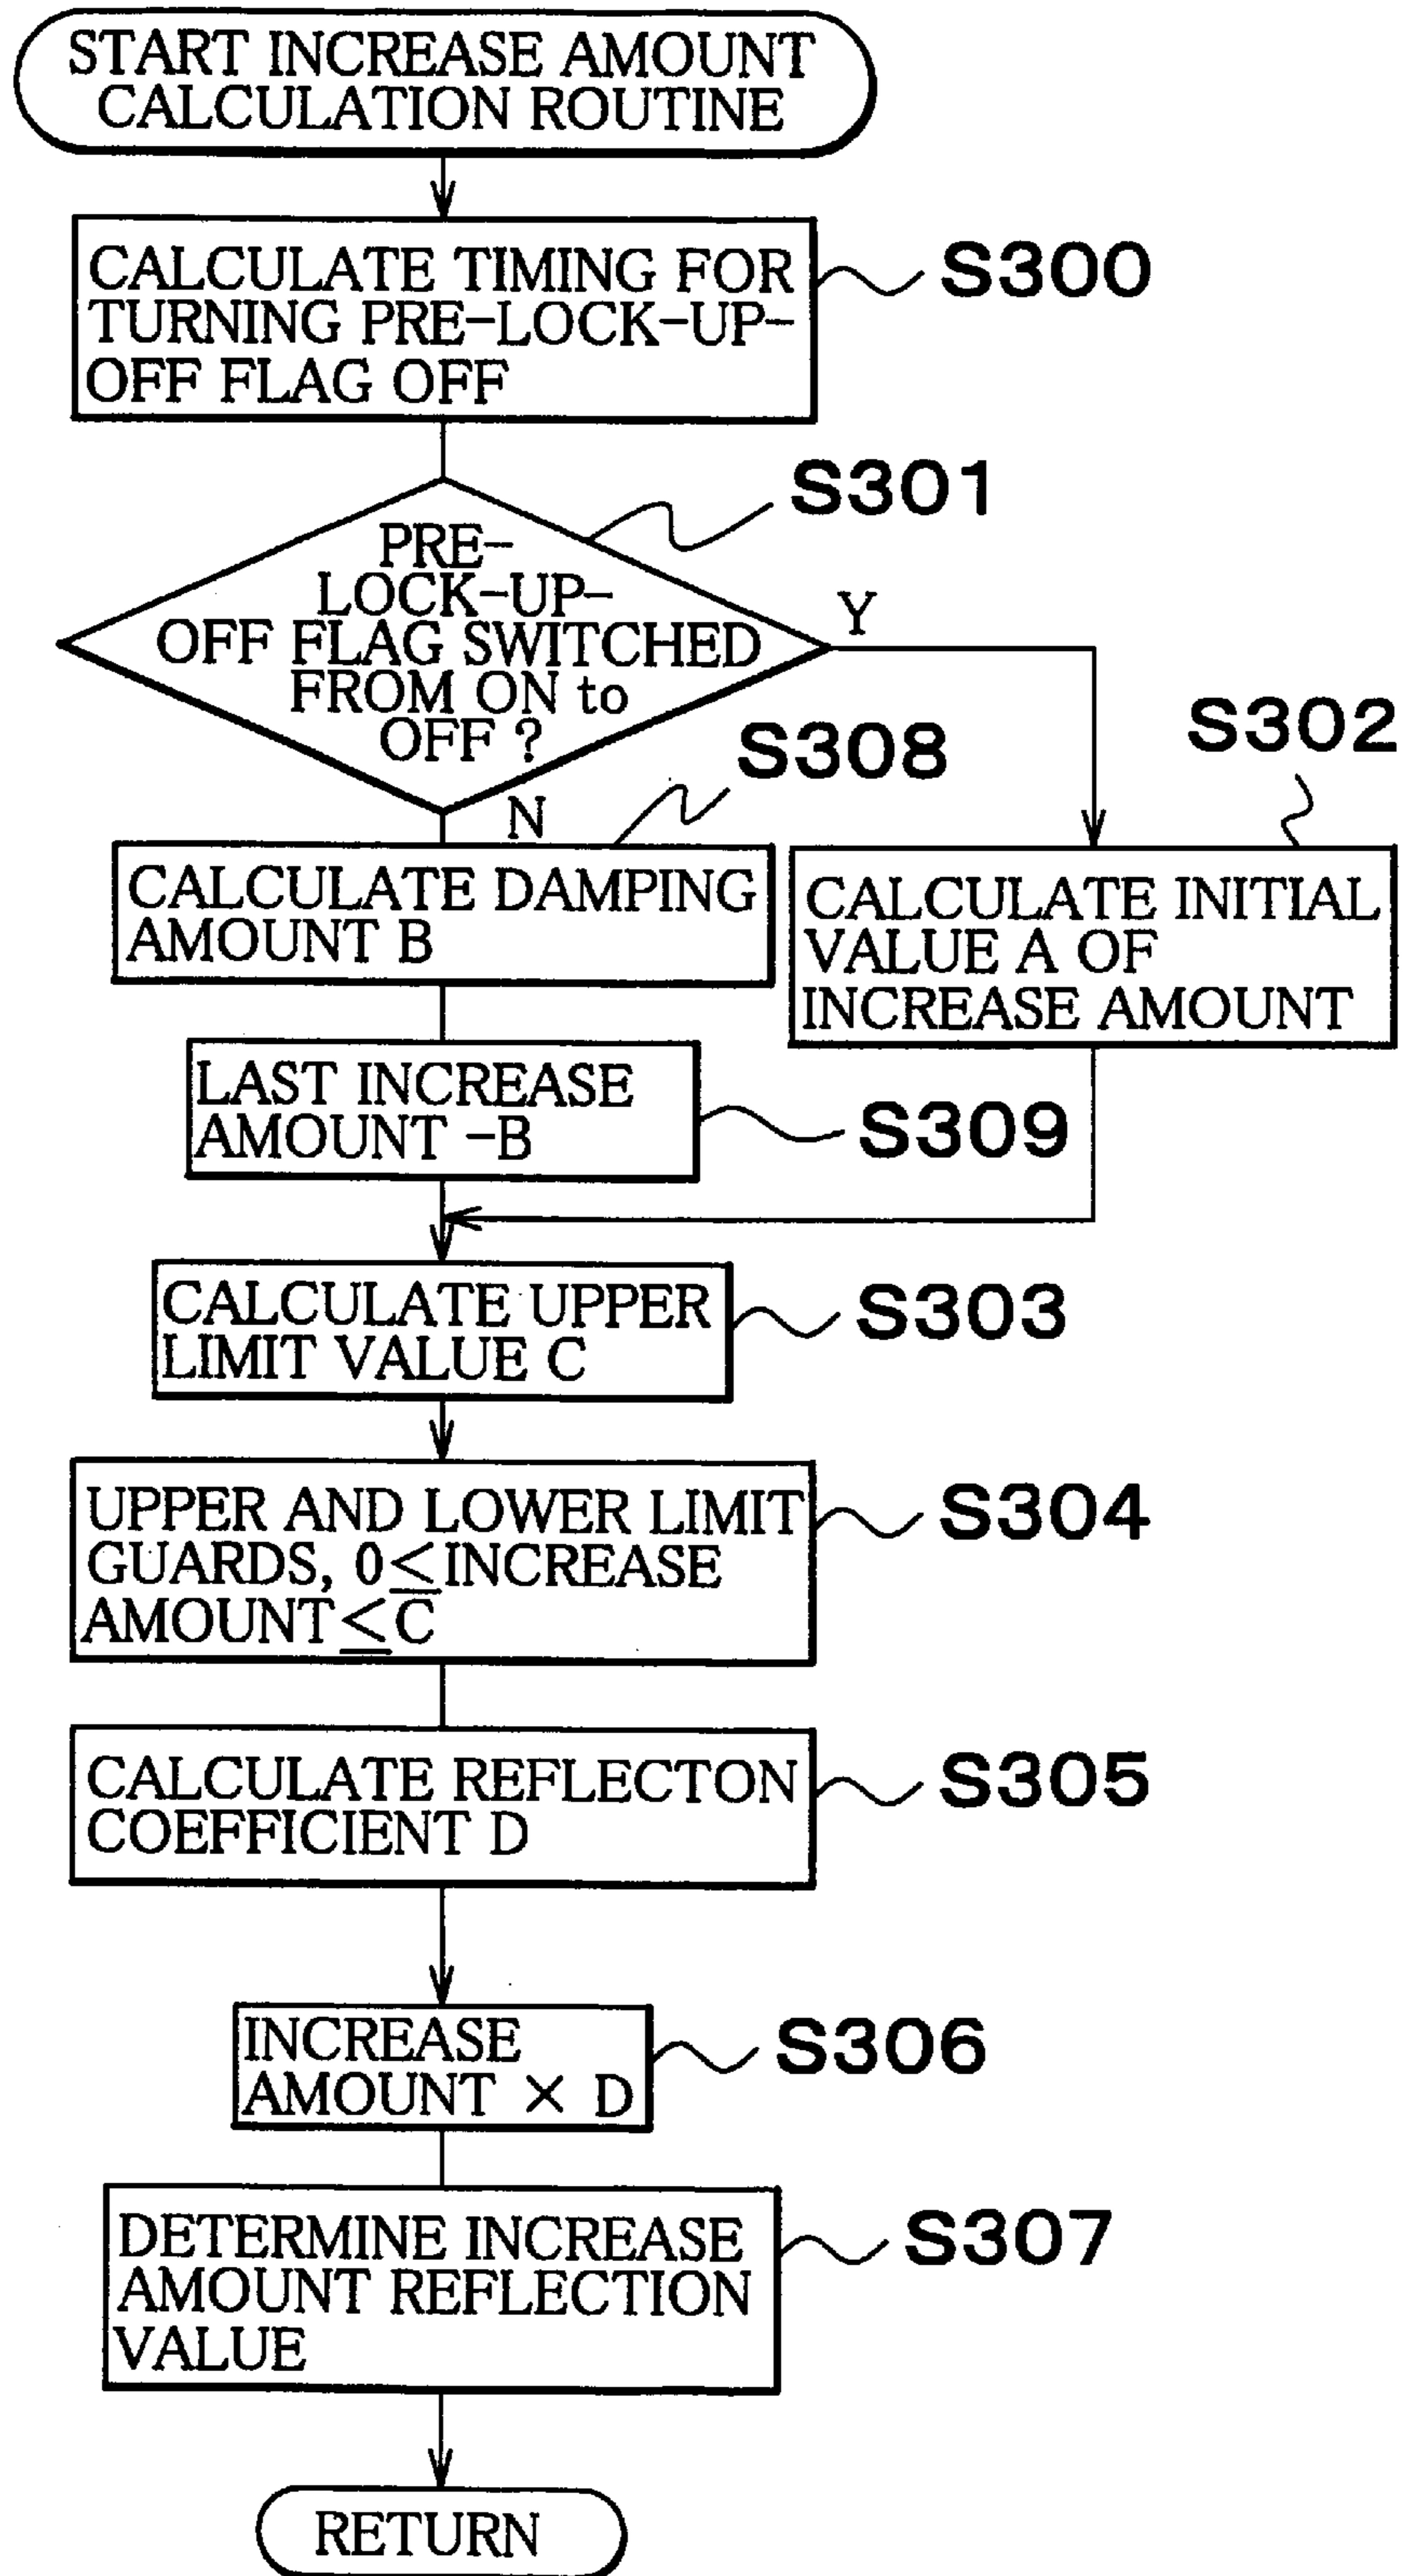 START INCREASE AMOUNT
CALCULATION ROUTINE
CALCULATE TIMING FOR
TURNING PRE-LOCK-UP-
OFF FLAG OFF
S300
PRE-
LOCK-UP-
OFF FLAG SWITCHED
FROM ON to
OFF ?
S301
Y
N
S308
CALCULATE DAMPING
AMOUNT B
S302
CALCULATE INITIAL
VALUE A OF
INCREASE AMOUNT
LAST INCREASE
AMOUNT -B
S309
CALCULATE UPPER
LIMIT VALUE C
S303
UPPER AND LOWER LIMIT
GUARDS, 0≤INCREASE
AMOUNT≤C
S304
CALCULATE REFLECTON
COEFFICIENT D
S305
INCREASE
AMOUNT × D
S306
DETERMINE INCREASE
AMOUNT REFLECTION
VALUE
S307
RETURN